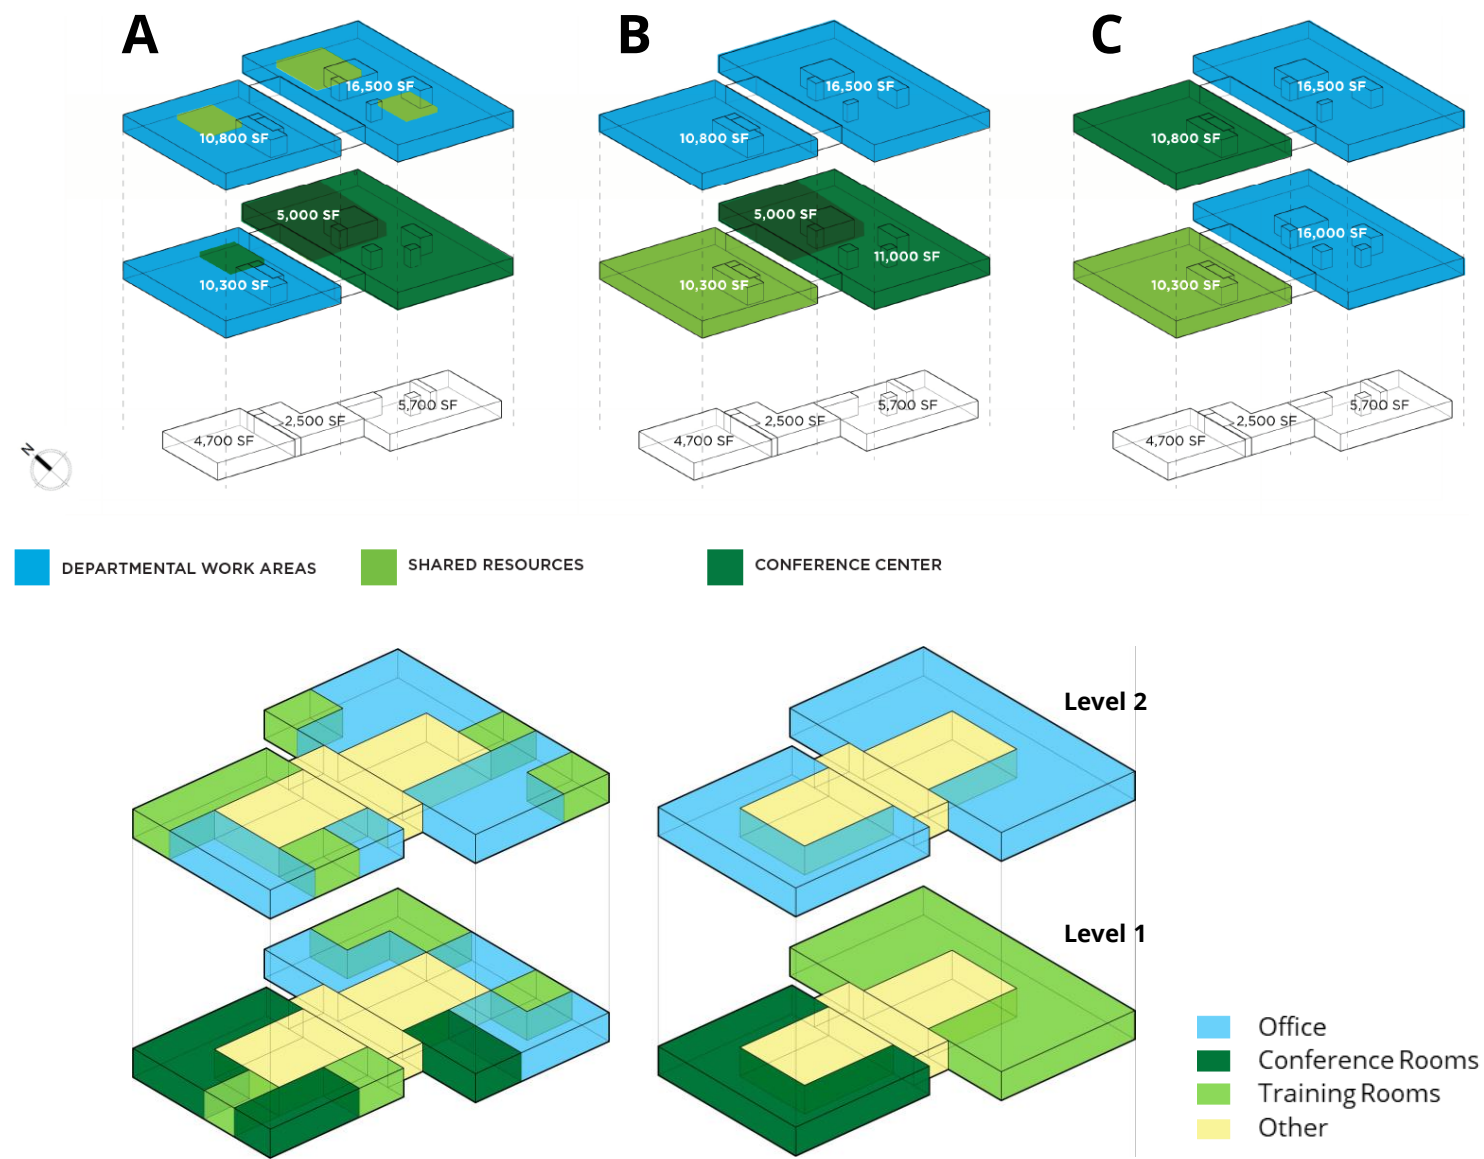 A
B
C
16,500 SF
10,800 SF
16,500 SF
10,800 SF
16,500 SF
10,800 SF
5,000 SF
10,300 SF
5,000 SF
11,000 SF
10,300 SF
16,000 SF
10,300 SF
5,700 SF
2,500 SF
4,700 SF
5,700 SF
2,500 SF
4,700 SF
5,700 SF
2,500 SF
4,700 SF
N
DEPARTMENTAL WORK AREAS
SHARED RESOURCES
CONFERENCE CENTER
Level 2
Level 1
Office
Conference Rooms
Training Rooms
Other